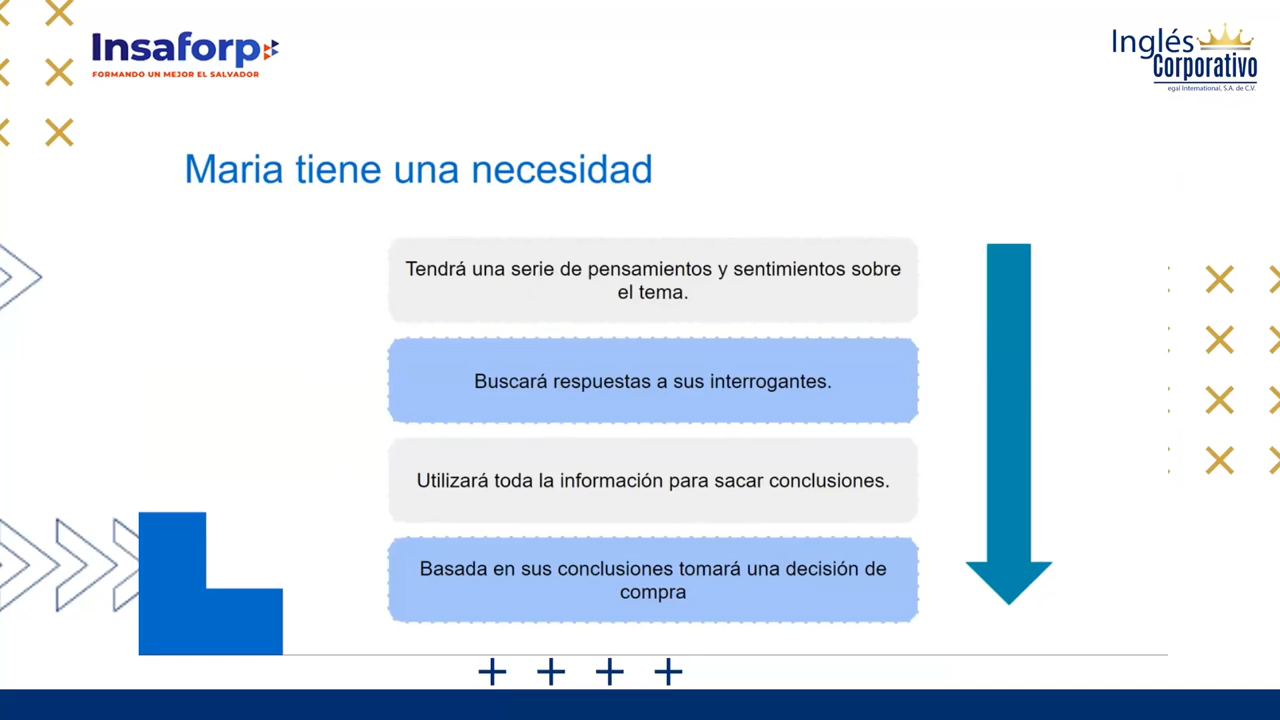 Insaforp
FORMANDO UN MEJOR EL SALVADOR
Inglés
Corporativo
egal International, S.A. de C.V.
Maria tiene una necesidad
Tendrá una serie de pensamientos y sentimientos sobre
el tema.
Buscará respuestas a sus interrogantes.
Utilizará toda la información para sacar conclusiones.
Basada en sus conclusiones tomará una decisión de
compra